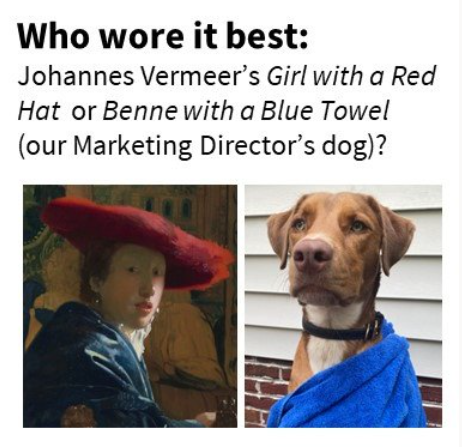 Who wore it best:
Johannes Vermeer’s Girl with a Red
Hat or Benne with a Blue Towel
(our Marketing Director’s dog)?